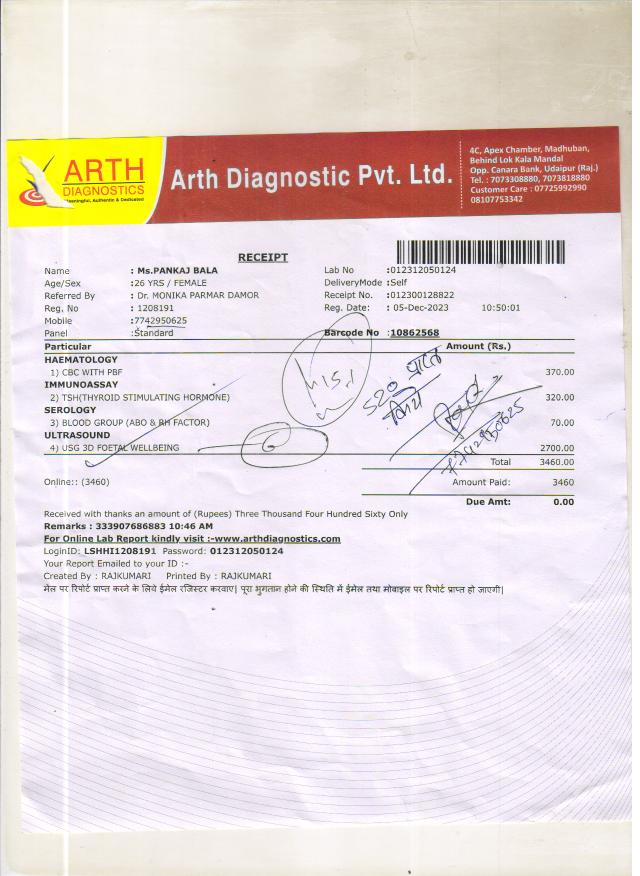 ARTH
DIAGNOSTICS
Meaningful, Authentic & Dedicated
Arth Diagnostic Pvt. Ltd.
4C, Apex Chamber, Madhuban,
Behind Lok Kala Mandal
Opp. Canara Bank, Udaipur (Raj.)
Tel. : 7073308880, 7073818880
Customer Care : 07725992990
08107753342
RECEIPT
Name : Ms.PANKAJ BALA Lab No :012312050124
Age/Sex :26 YRS / FEMALE DeliveryMode :Self
Referred By : Dr. MONIKA PARMAR DAMOR Receipt No. :012300128822
Reg. No : 1208191 Reg. Date: : 05-Dec-2023 10:50:01
Mobile :7742950625
Panel :Standard Barcode No :10862568
Particular Amount (Rs.)
HAEMATOLOGY
1) CBC WITH PBF 370.00
IMMUNOASSAY
2) TSH(THYROID STIMULATING HORMONE) 320.00
SEROLOGY
3) BLOOD GROUP (ABO & RH FACTOR) 70.00
ULTRASOUND
4) USG 3D FOETAL WELLBEING 2700.00
520 प्राप्त
किये
7742950625
Total 3460.00
Online:: (3460) Amount Paid: 3460
Due Amt: 0.00
Received with thanks an amount of (Rupees) Three Thousand Four Hundred Sixty Only
Remarks : 333907686883 10:46 AM
For Online Lab Report kindly visit :-www.arthdiagnostics.com
LoginID: LSHHI1208191 Password: 012312050124
Your Report Emailed to your ID :-
Created By : RAJKUMARI Printed By : RAJKUMARI
मेल पर रिपोर्ट प्राप्त करने के लिये ईमेल रजिस्टर करवाए| पूरा भुगतान होने की स्थिति में ईमेल तथा मोबाइल पर रिपोर्ट प्राप्त हो जाएगी|